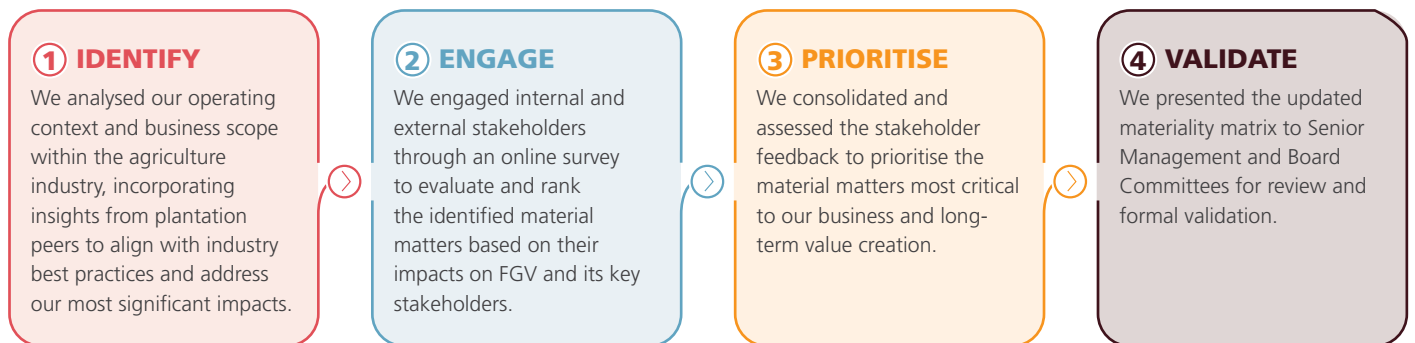 1 IDENTIFY
We analysed our operating
context and business scope
within the agriculture
industry, incorporating
insights from plantation
peers to align with industry
best practices and address
our most significant impacts.
2 ENGAGE
We engaged internal and
external stakeholders
through an online survey
to evaluate and rank
the identified material
matters based on their
impacts on FGV and its key
stakeholders.
3 PRIORITISE
We consolidated and
assessed the stakeholder
feedback to prioritise the
material matters most critical
to our business and long-
term value creation.
4 VALIDATE
We presented the updated
materiality matrix to Senior
Management and Board
Committees for review and
formal validation.